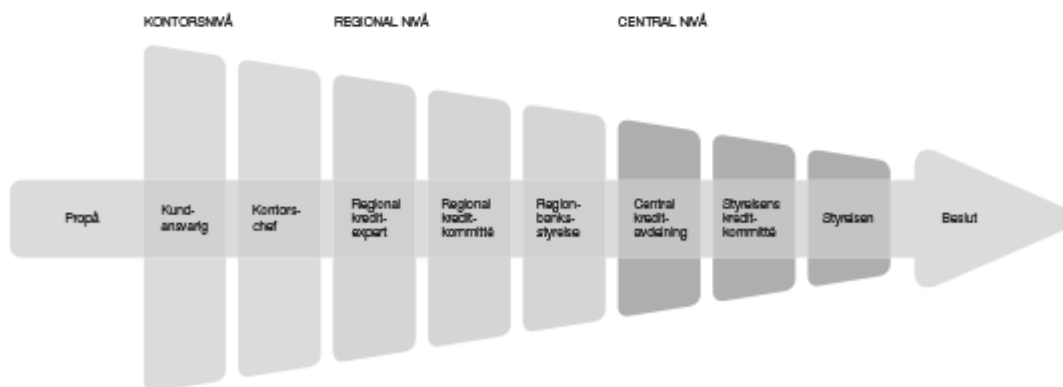 KONTORSNIVÅ
REGIONAL NIVÅ
CENTRAL NIVÅ
Propå
Kund-
ansvarig
Kontors-
chef
Regional
kredit-
expert
Regional
kredit-
kommitté
Region-
banks-
styrelse
Central
kredit-
avdelning
Styrelsens
kredit-
kommitté
Styrelsen
Beslut